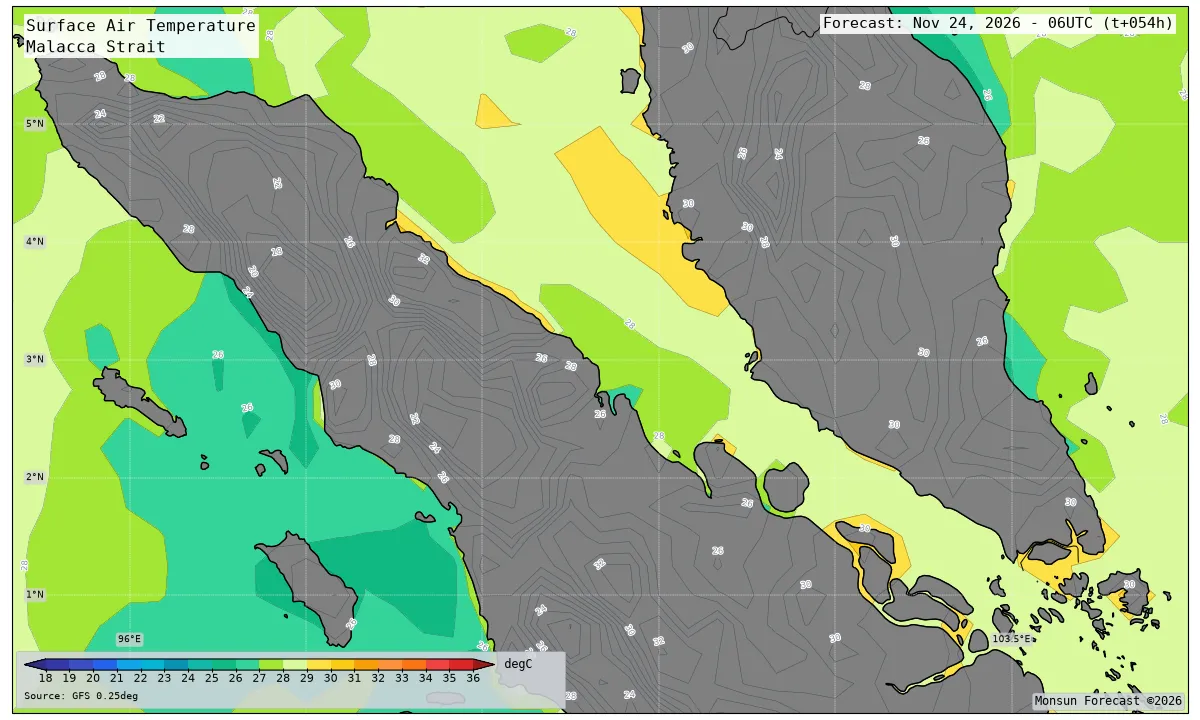 Surface Air Temperature
Malacca Strait
Forecast: Nov 24, 2026 - 06UTC (t+054h)
5°N
4°N
3°N
2°N
1°N
96°E
103.5°E
degC
18 19 20 21 22 23 24 25 26 27 28 29 30 31 32 33 34 35 36
Source: GFS 0.25deg
Monsun Forecast ©2026